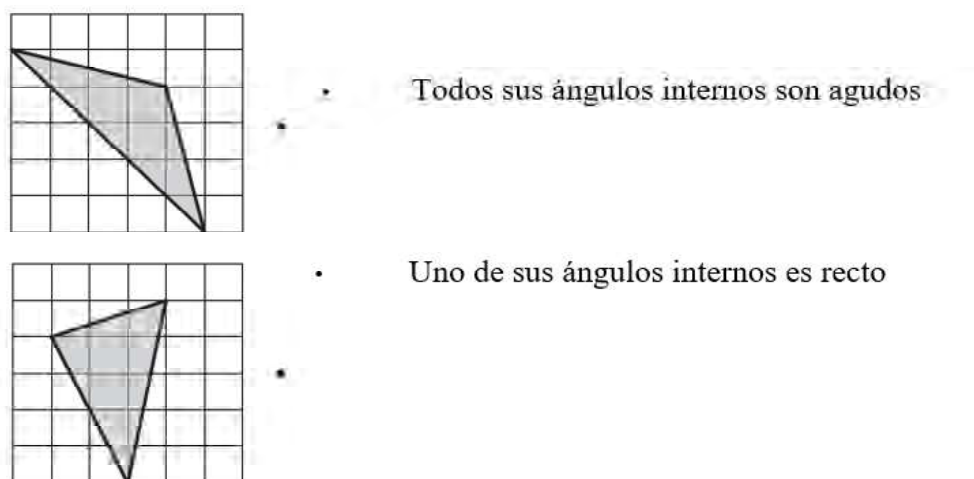 Todos sus ángulos internos son agudos
Uno de sus ángulos internos es recto